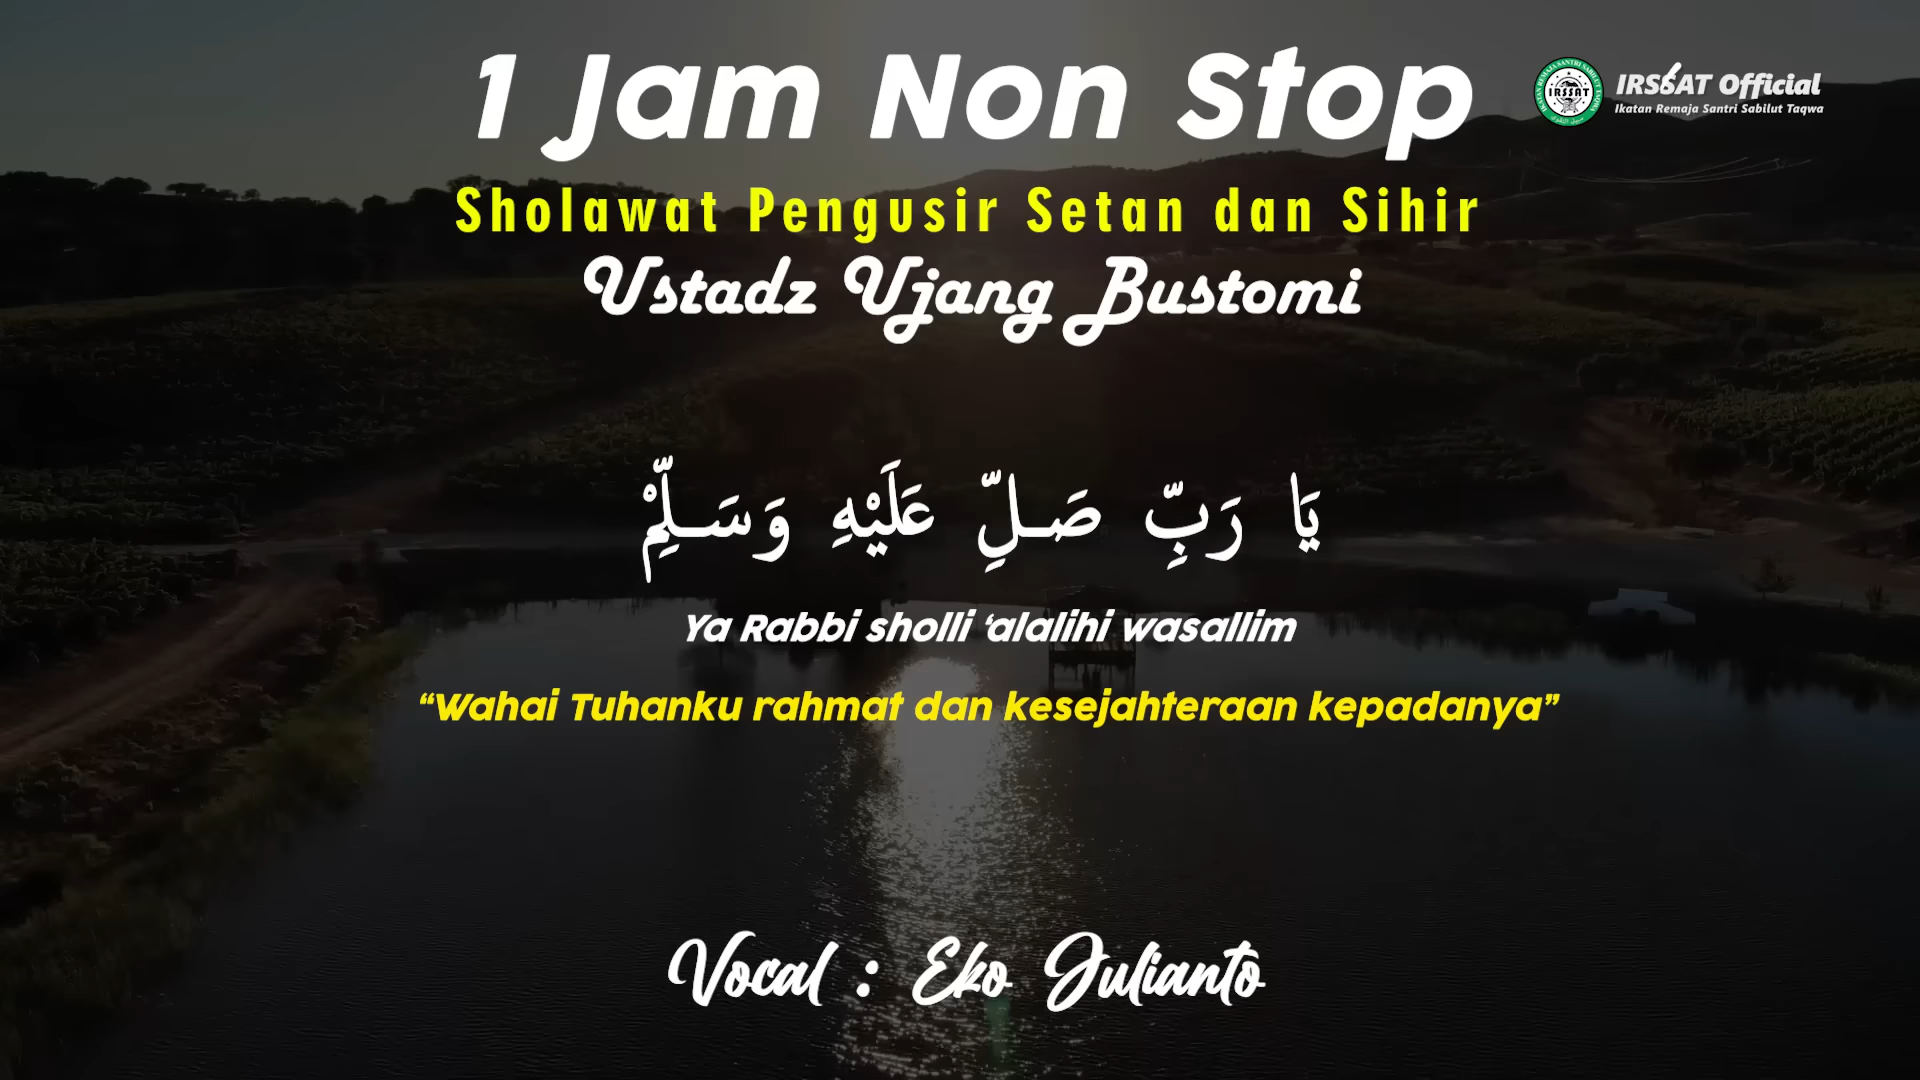 1 Jam Non Stop
IRSSAT Official
Ikatan Remaja Santri Sabilut Taqwa
Sholawat Pengusir Setan dan Sihir
Ustadz Ujang Bustomi
يَا رَبِّ صَلِّ عَلَيْهِ وَسَلِّمْ
Ya Rabbi sholli ‘alalihi wasallim
“Wahai Tuhanku rahmat dan kesejahteraan kepadanya”
Vocal : Eko Julianto